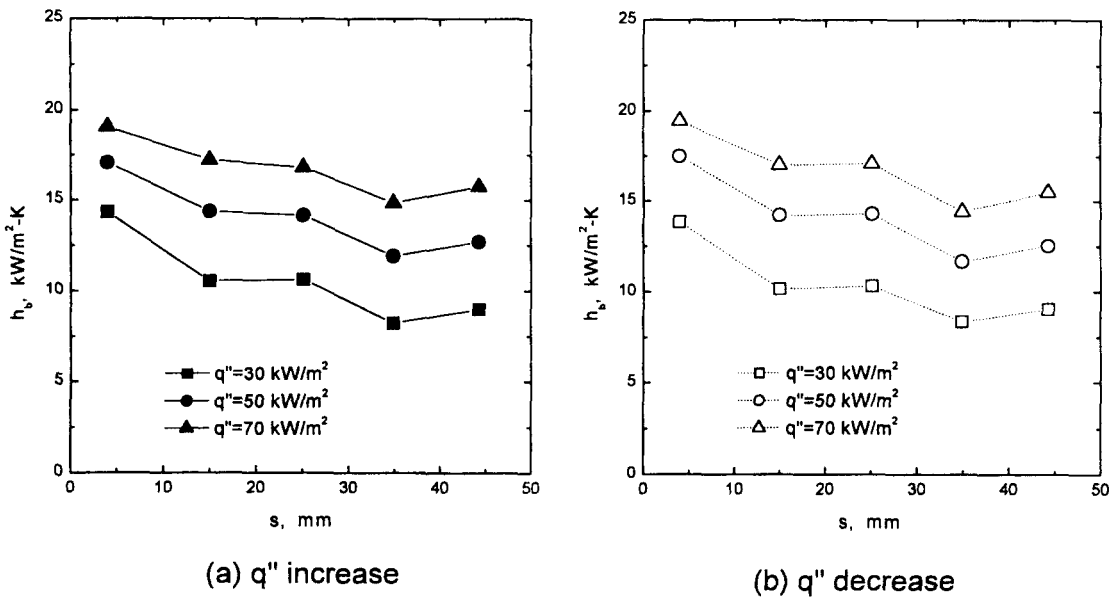 25
20
15
10
5
0
h_b, kW/m²-K
q"=30 kW/m²
q"=50 kW/m²
q"=70 kW/m²
0 10 20 30 40 50
s, mm
(a) q" increase
25
20
15
10
5
0
h_b, kW/m²-K
q"=30 kW/m²
q"=50 kW/m²
q"=70 kW/m²
0 10 20 30 40 50
s, mm
(b) q" decrease